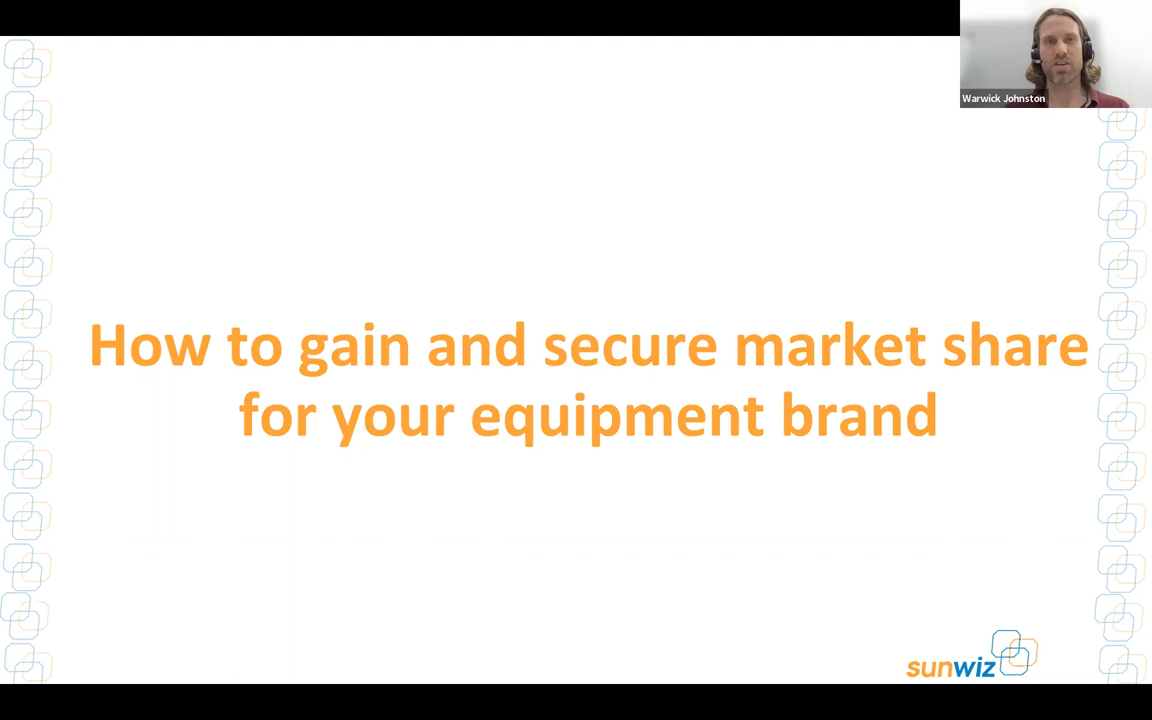 Warwick Johnston
How to gain and secure market share
for your equipment brand
sunwiz